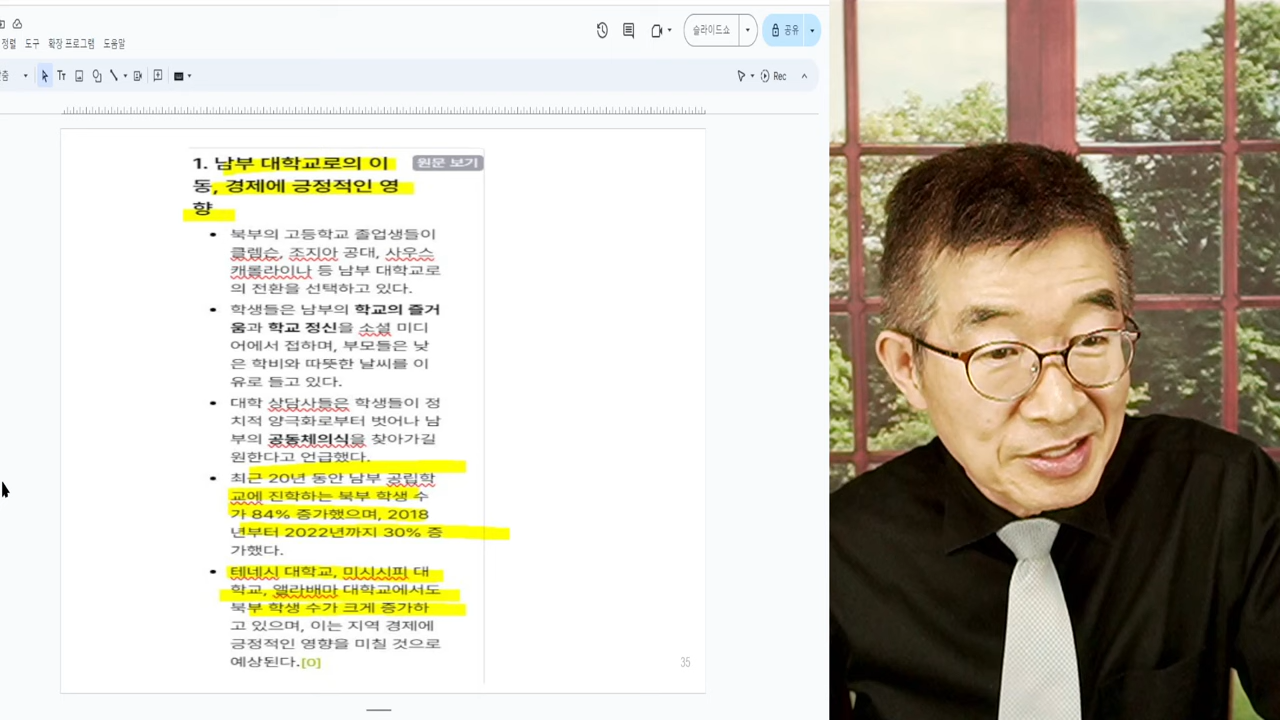 정렬 도구 확장 프로그램 도움말
슬라이드쇼
공유
Rec
1. 남부 대학교로의 이
동, 경제에 긍정적인 영
향
원문 보기
• 북부의 고등학교 졸업생들이
클렘슨, 조지아 공대, 사우스
캐롤라이나 등 남부 대학교로
의 전환을 선택하고 있다.
• 학생들은 남부의 학교의 즐거
움과 학교 정신을 소셜 미디
어에서 접하며, 부모들은 낮
은 학비와 따뜻한 날씨를 이
유로 들고 있다.
• 대학 상담사들은 학생들이 정
치적 양극화로부터 벗어나 남
부의 공동체의식을 찾아가길
원한다고 언급했다.
• 최근 20년 동안 남부 공립학
교에 진학하는 북부 학생 수
가 84% 증가했으며, 2018
년부터 2022년까지 30% 증
가했다.
• 테네시 대학교, 미시시피 대
학교, 앨라배마 대학교에서도
북부 학생 수가 크게 증가하
고 있으며, 이는 지역 경제에
긍정적인 영향을 미칠 것으로
예상된다.[0]
35